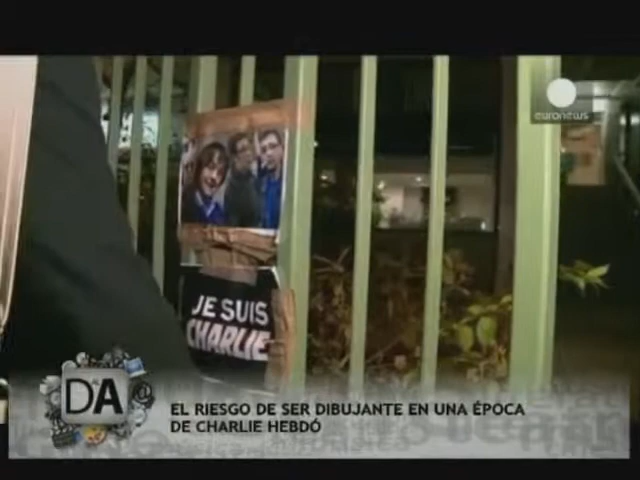 euronews
JE SUIS
CHARLIE
DA
@
EL RIESGO DE SER DIBUJANTE EN UNA ÉPOCA
DE CHARLIE HEBDÓ